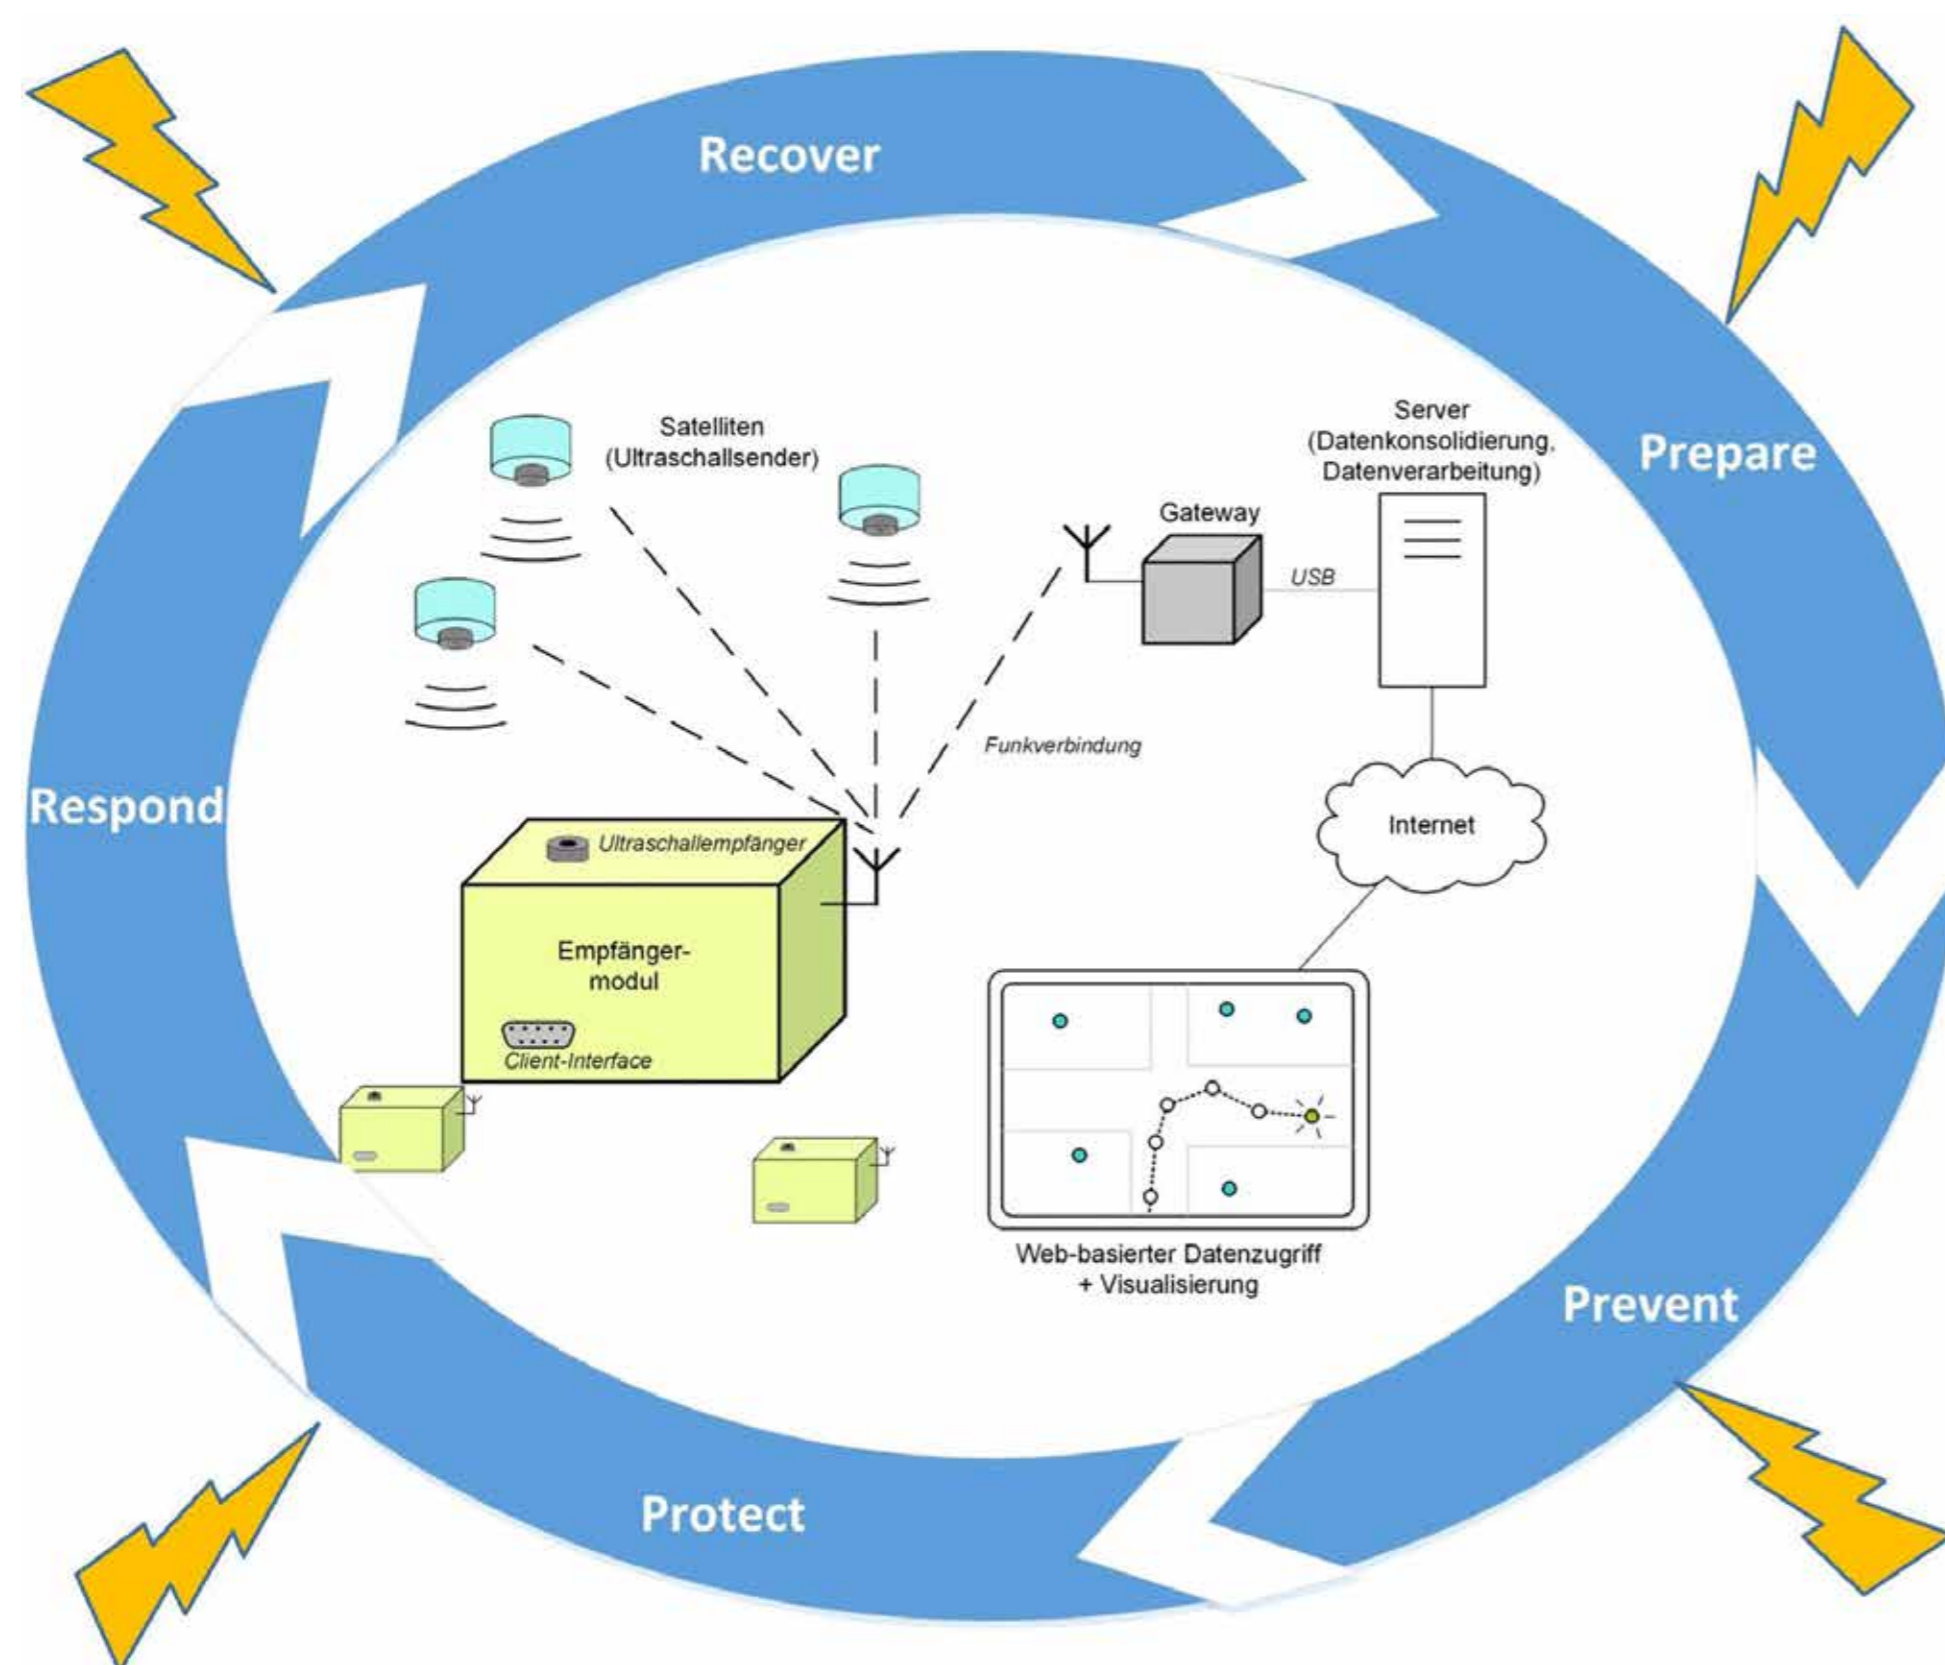 Recover
Satelliten
(Ultraschallsender)
Server
(Datenkonsolidierung,
Datenverarbeitung)
Prepare
Gateway
USB
Funkverbindung
Respond
Internet
Ultraschallempfänger
Empfänger-
modul
Client-Interface
Web-basierter Datenzugriff
+ Visualisierung
Prevent
Protect